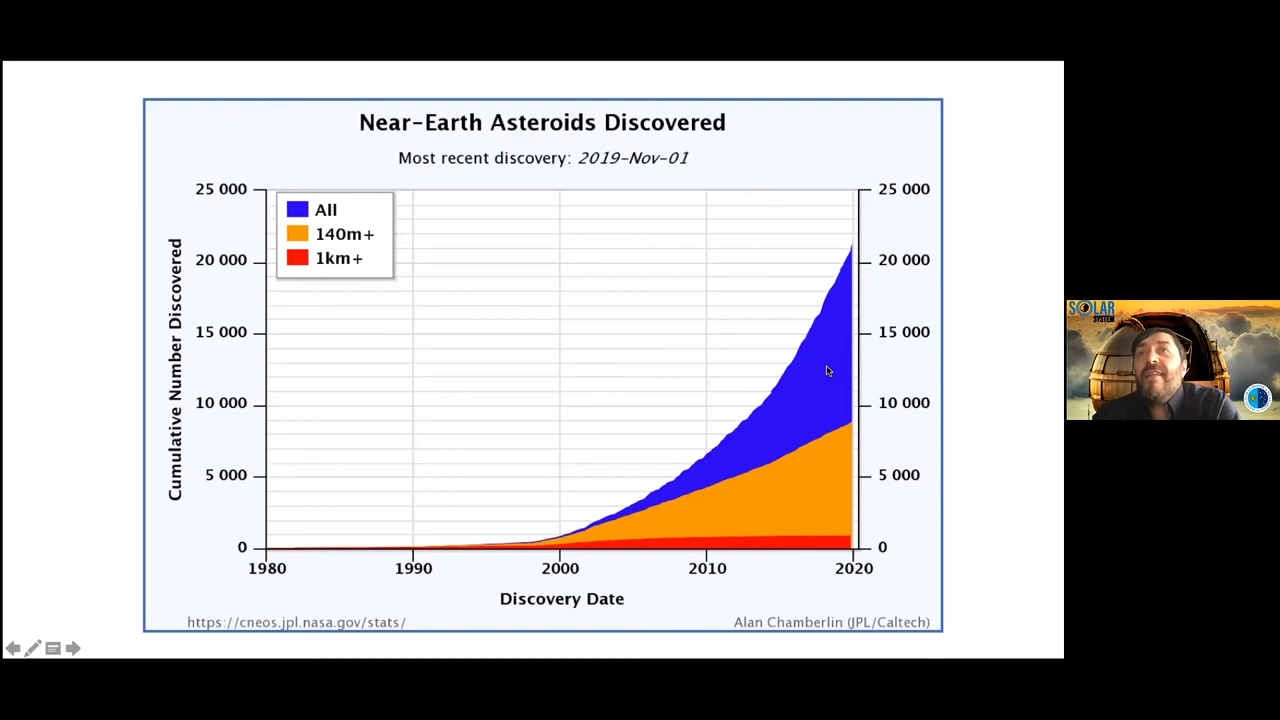 Near-Earth Asteroids Discovered
Most recent discovery: 2019-Nov-01
25 000
20 000
15 000
10 000
5 000
0
All
140m+
1km+
Cumulative Number Discovered
25 000
20 000
15 000
10 000
5 000
0
1980
1990
2000
2010
2020
Discovery Date
https://cneos.jpl.nasa.gov/stats/
Alan Chamberlin (JPL/Caltech)
SOLAR
SYSTEM